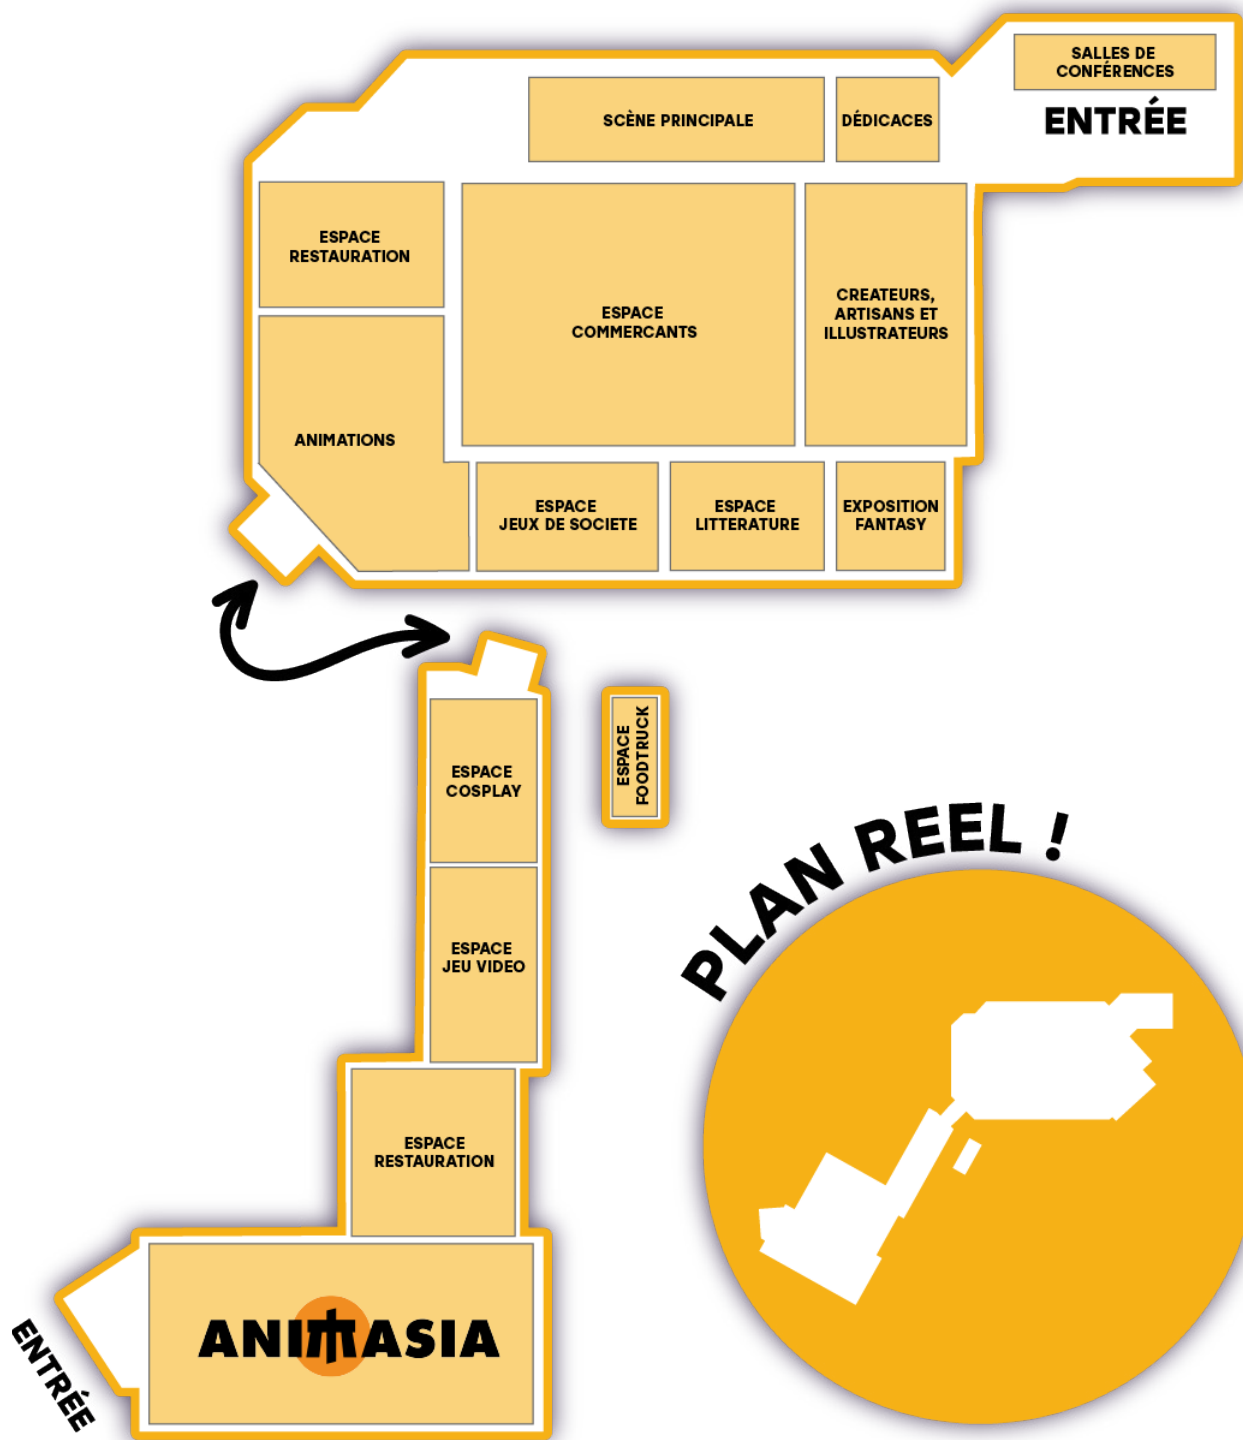 SALLES DE
CONFÉRENCES
ENTRÉE
SCÈNE PRINCIPALE
DÉDICACES
ESPACE
RESTAURATION
ESPACE
COMMERCANTS
CREATEURS,
ARTISANS ET
ILLUSTRATEURS
ANIMATIONS
ESPACE
JEUX DE SOCIETE
ESPACE
LITTERATURE
EXPOSITION
FANTASY
ESPACE
COSPLAY
ESPACE
FOODTRUCK
ESPACE
JEU VIDEO
PLAN REEL !
ESPACE
RESTAURATION
ANIMASIA
ENTRÉE